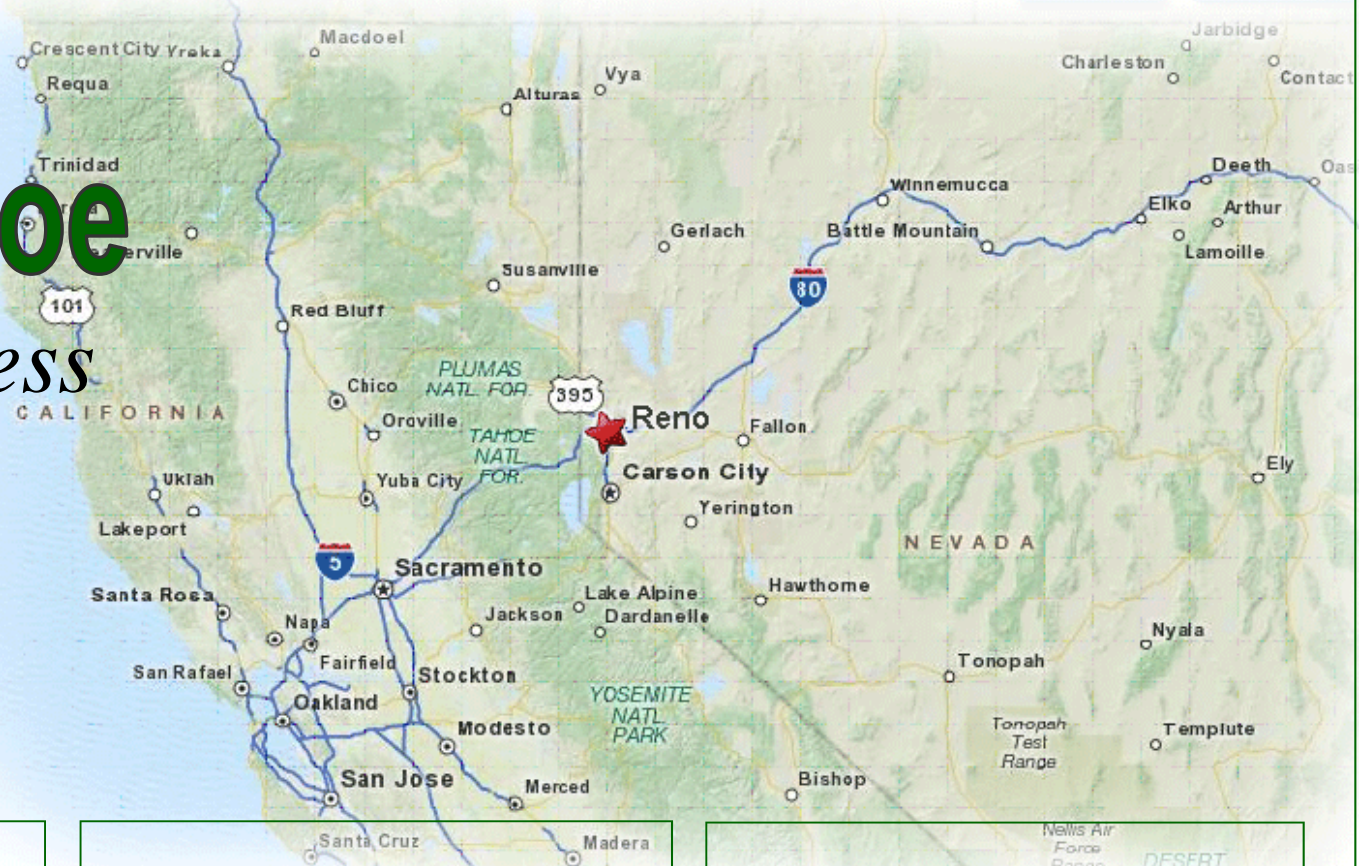 Jarbidge
Crescent City
Yreka
Macdoel
Charleston
Contact
Requa
Vya
Alturas
Trinidad
Deeth
Oas
oe
Winnemucca
Elko
Arthur
Gerlach
Battle Mountain
erville
Lamoille
Susanville
101
80
Red Bluff
ess
PLUMAS
NATL. FOR.
Chico
395
CALIFORNIA
Reno
Oroville
Fallon
TAHOE
NATL
FOR.
Carson City
Ely
Ukiah
Yuba City
Yerington
Lakeport
NEVADA
5
Sacramento
Santa Rosa
Lake Alpine
Hawthorne
Jackson
Dardanelle
Napa
Nyala
Fairfield
Tonopah
San Rafael
Stockton
Oakland
YOSEMITE
NATL
PARK
Modesto
Tonopah
Test
Range
Templute
San Jose
Merced
Bishop
Santa Cruz
Madera
Nellis Air
Force
Range
DESERT